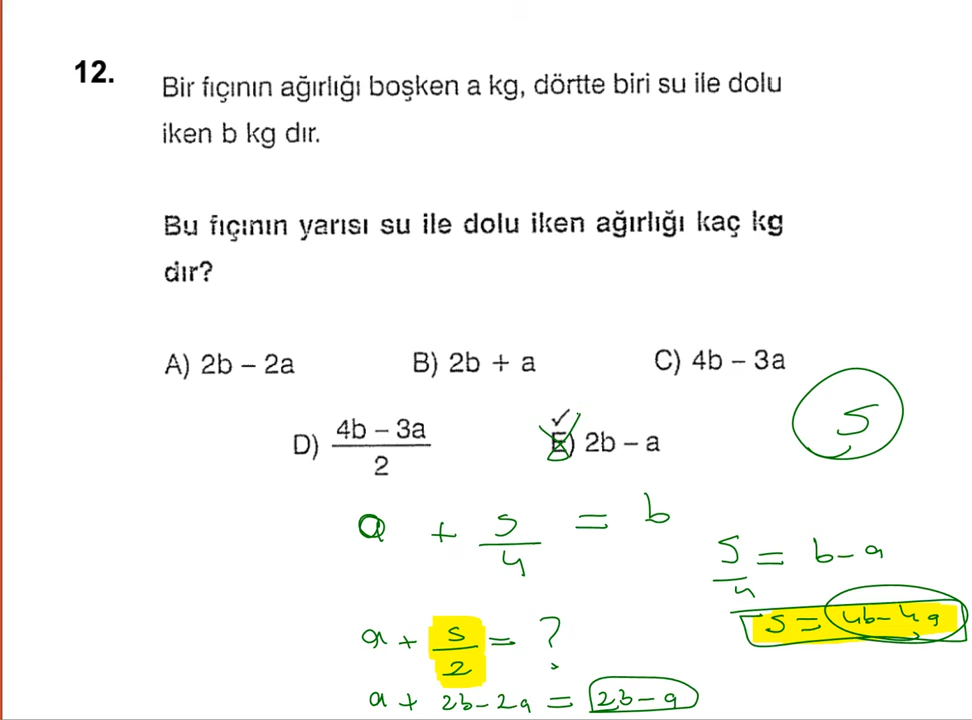 12.
Bir fıçının ağırlığı boşken a kg, dörtte biri su ile dolu
iken b kg dır.
Bu fıçının yarısı su ile dolu iken ağırlığı kaç kg
dır?
A) 2b – 2a B) 2b + a C) 4b – 3a
D) (4b – 3a)/2 E) 2b – a
S
a + S/4 = b
S/4 = b - a
S = 4b - 4a
a + S/2 = ?
a + 2b - 2a = 2b - a